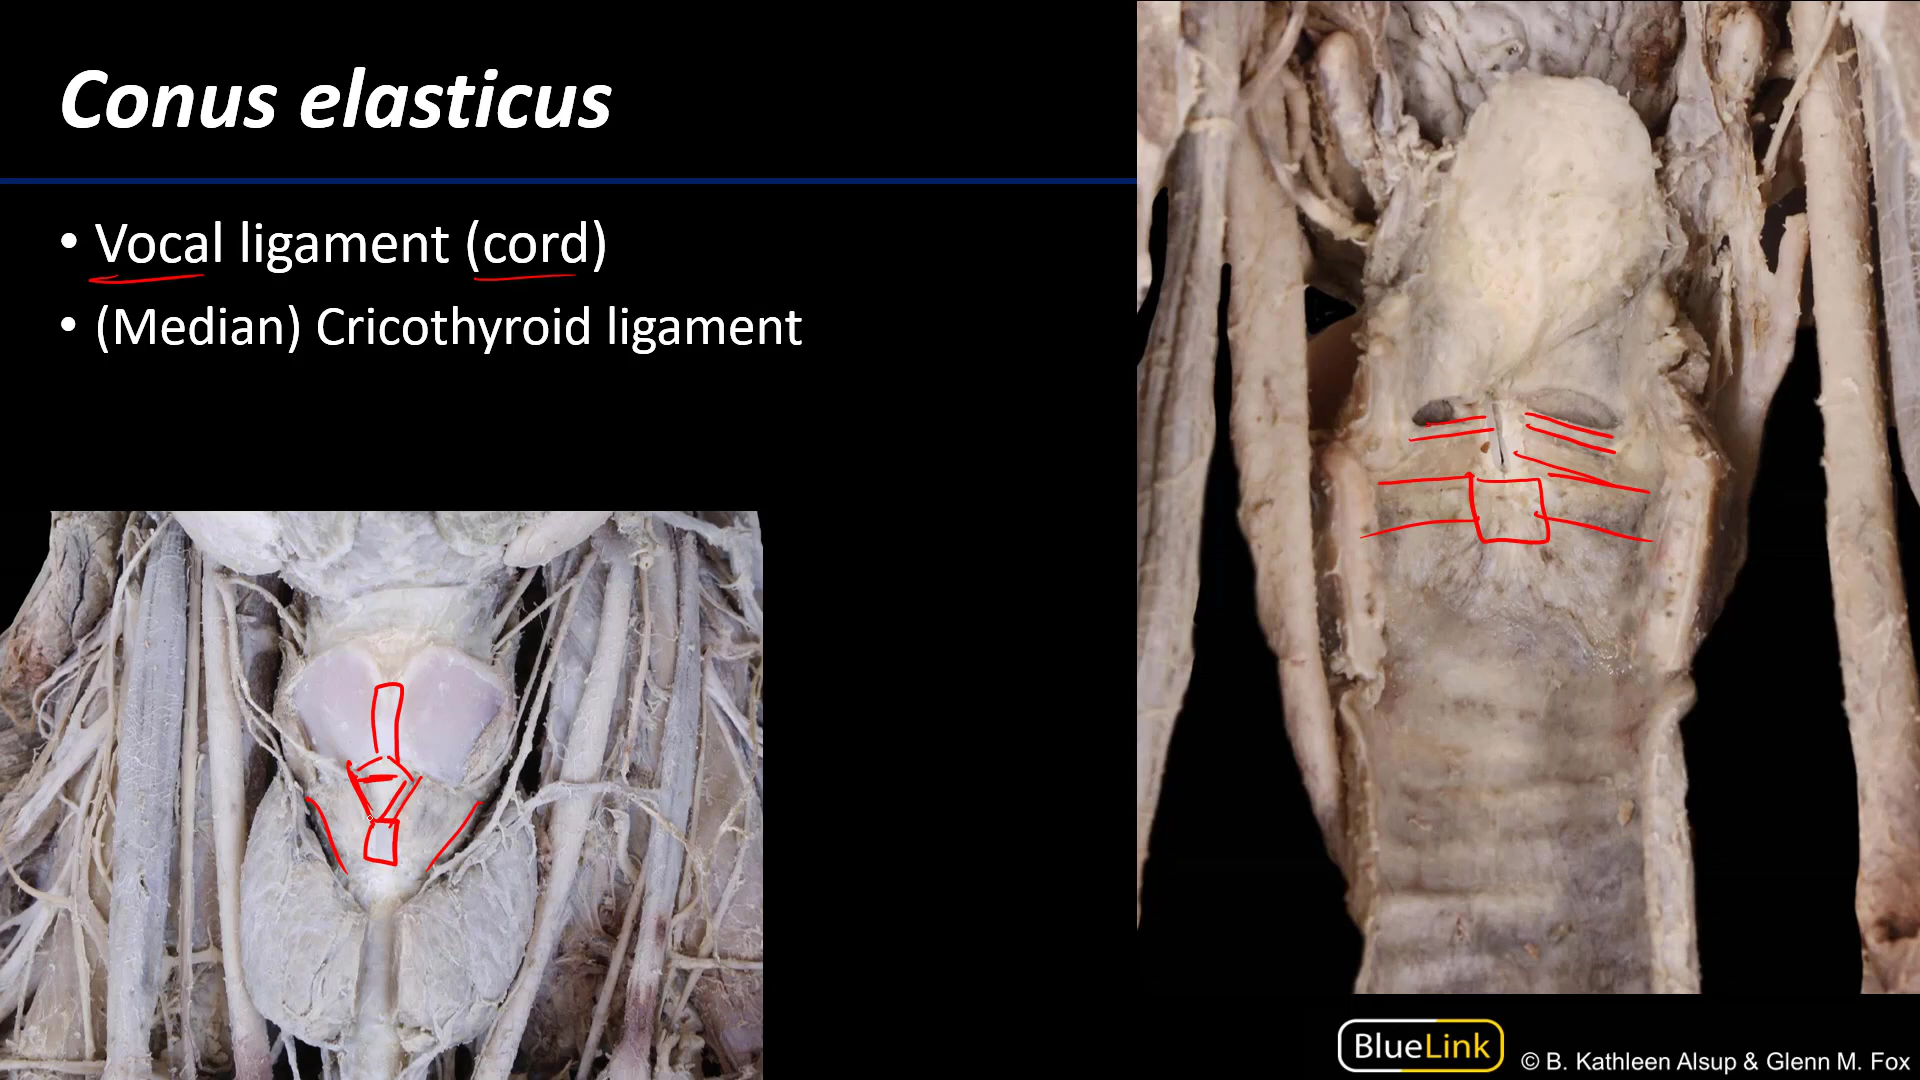 Conus elasticus
• Vocal ligament (cord)
• (Median) Cricothyroid ligament
BlueLink © B. Kathleen Alsup & Glenn M. Fox